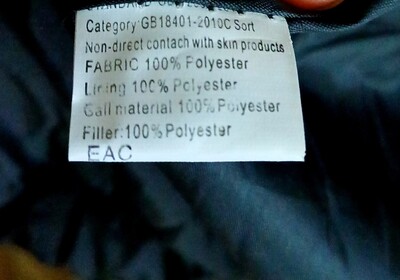 Category:GB18401-2010C Sort
Non-direct contach with skin products
FABRIC 100% Polyester
Lining 100% Polyester
Gall material 100% Polyester
Filler:100% Polyester
EAC